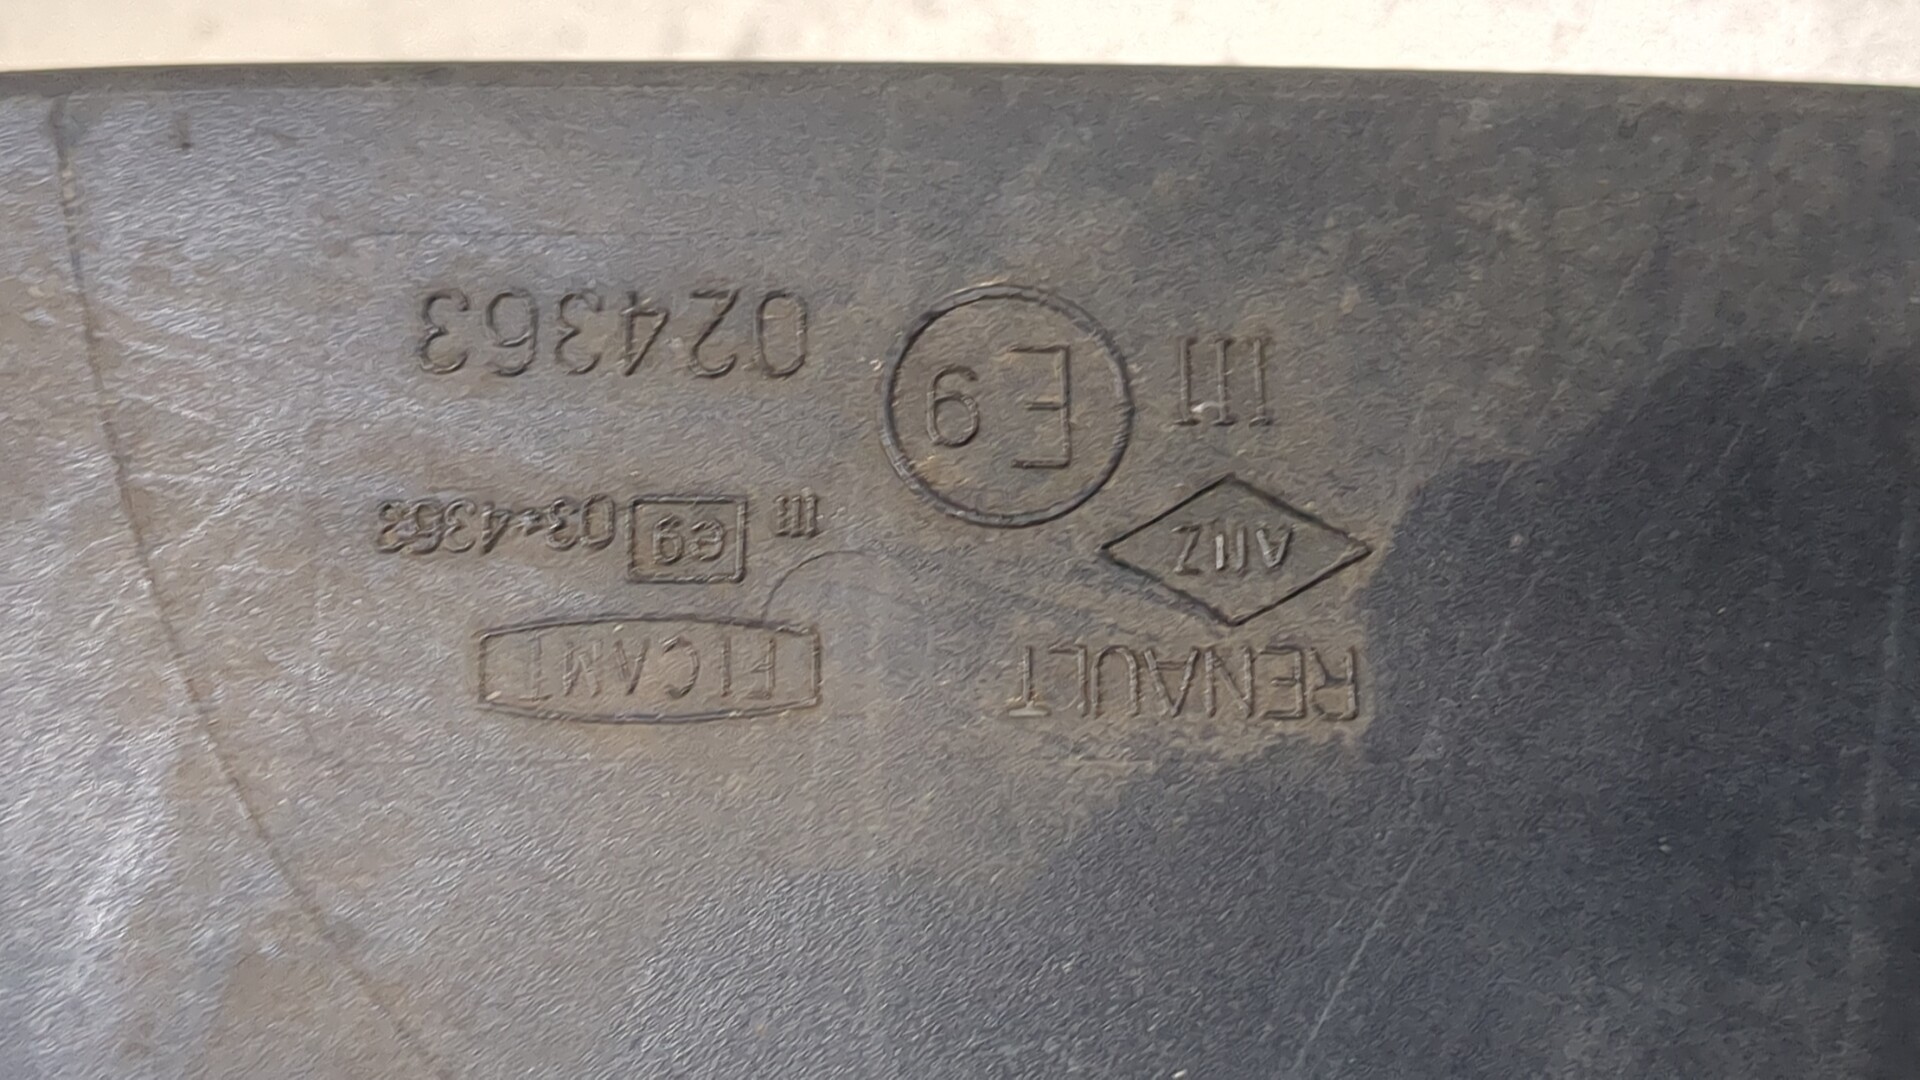 RENAULT
FICAMT
III e9 03*4363
III E9 024363